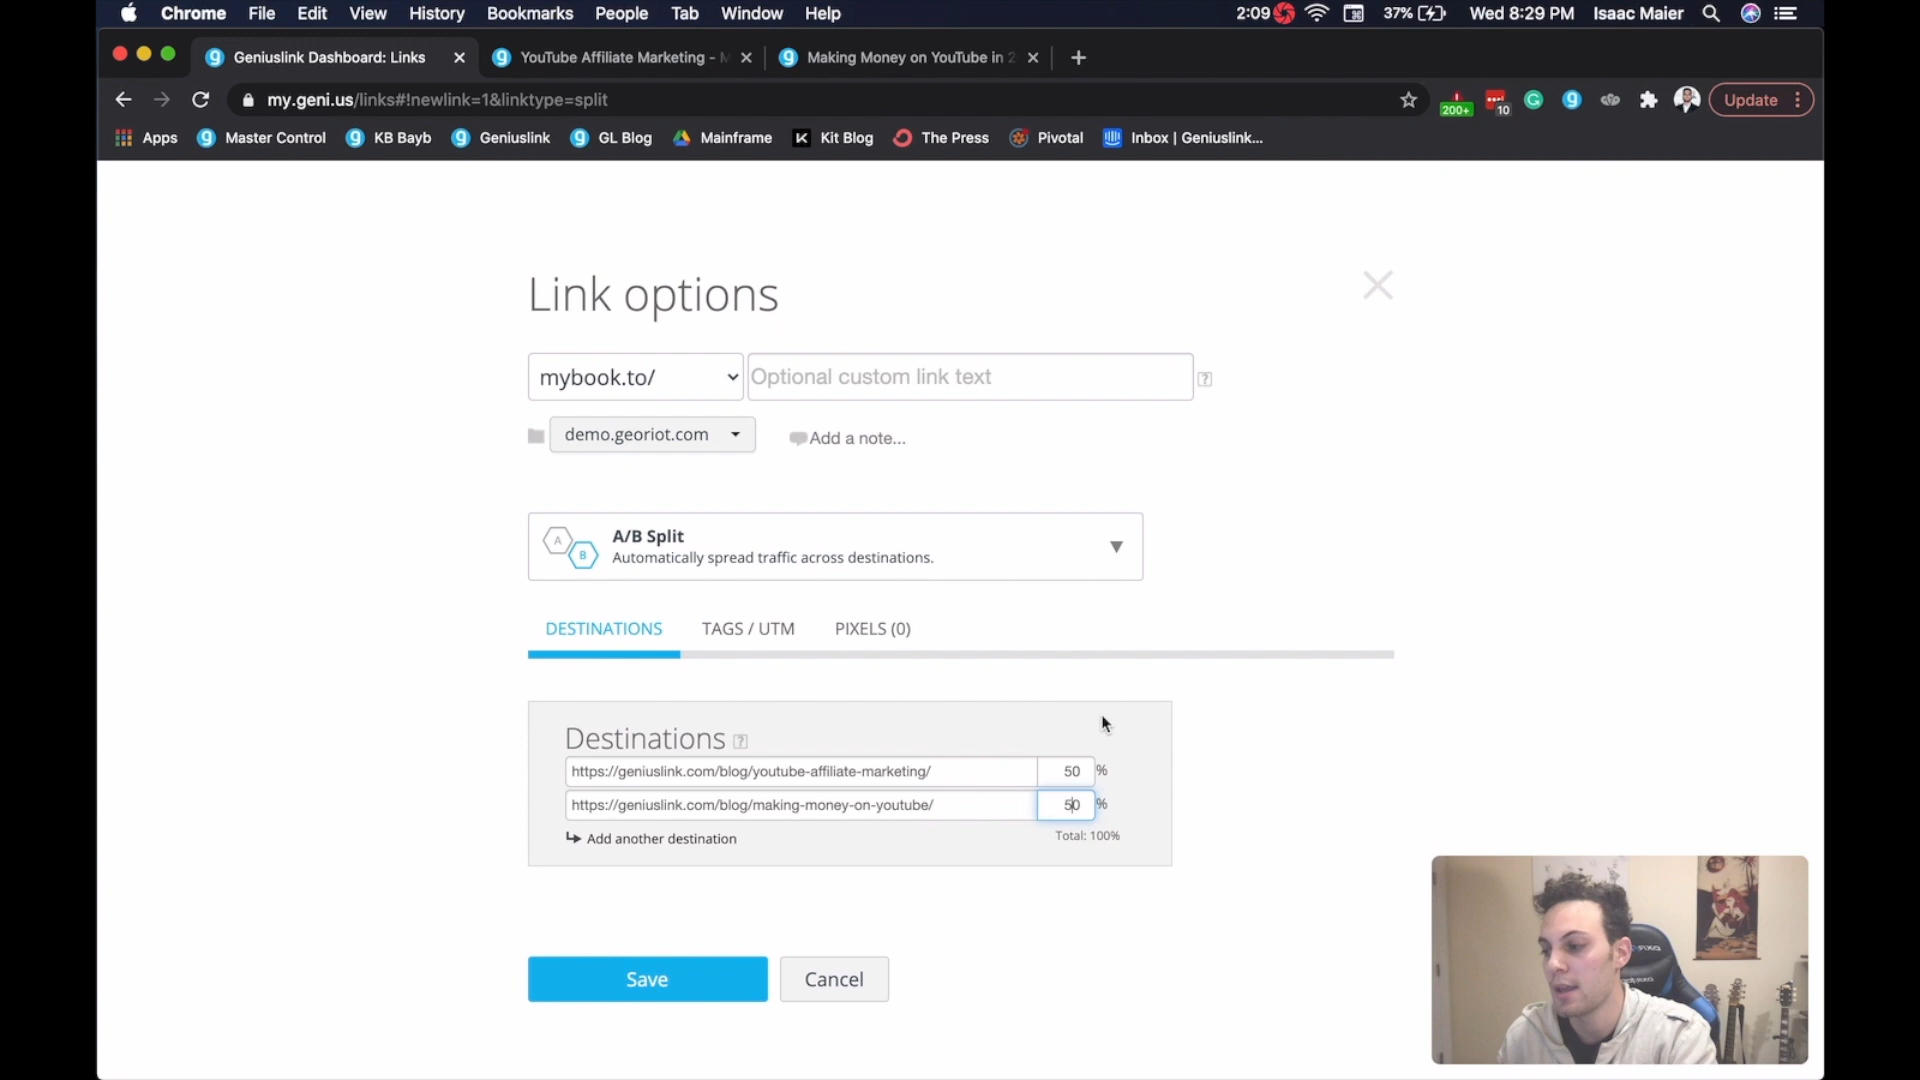 Chrome File Edit View History Bookmarks People Tab Window Help 2:09 37% Wed 8:29 PM Isaac Maier
Geniuslink Dashboard: Links YouTube Affiliate Marketing - M Making Money on YouTube in 2
my.geni.us/links#!newlink=1&linktype=split 200+ 10 Update
Apps Master Control KB Bayb Geniuslink GL Blog Mainframe Kit Blog The Press Pivotal Inbox | Geniuslink...
Link options
mybook.to/ Optional custom link text ?
demo.georiot.com Add a note...
A B
A/B Split
Automatically spread traffic across destinations.
DESTINATIONS TAGS / UTM PIXELS (0)
Destinations ?
https://geniuslink.com/blog/youtube-affiliate-marketing/ 50 %
https://geniuslink.com/blog/making-money-on-youtube/ 50 %
Add another destination Total: 100%
Save Cancel